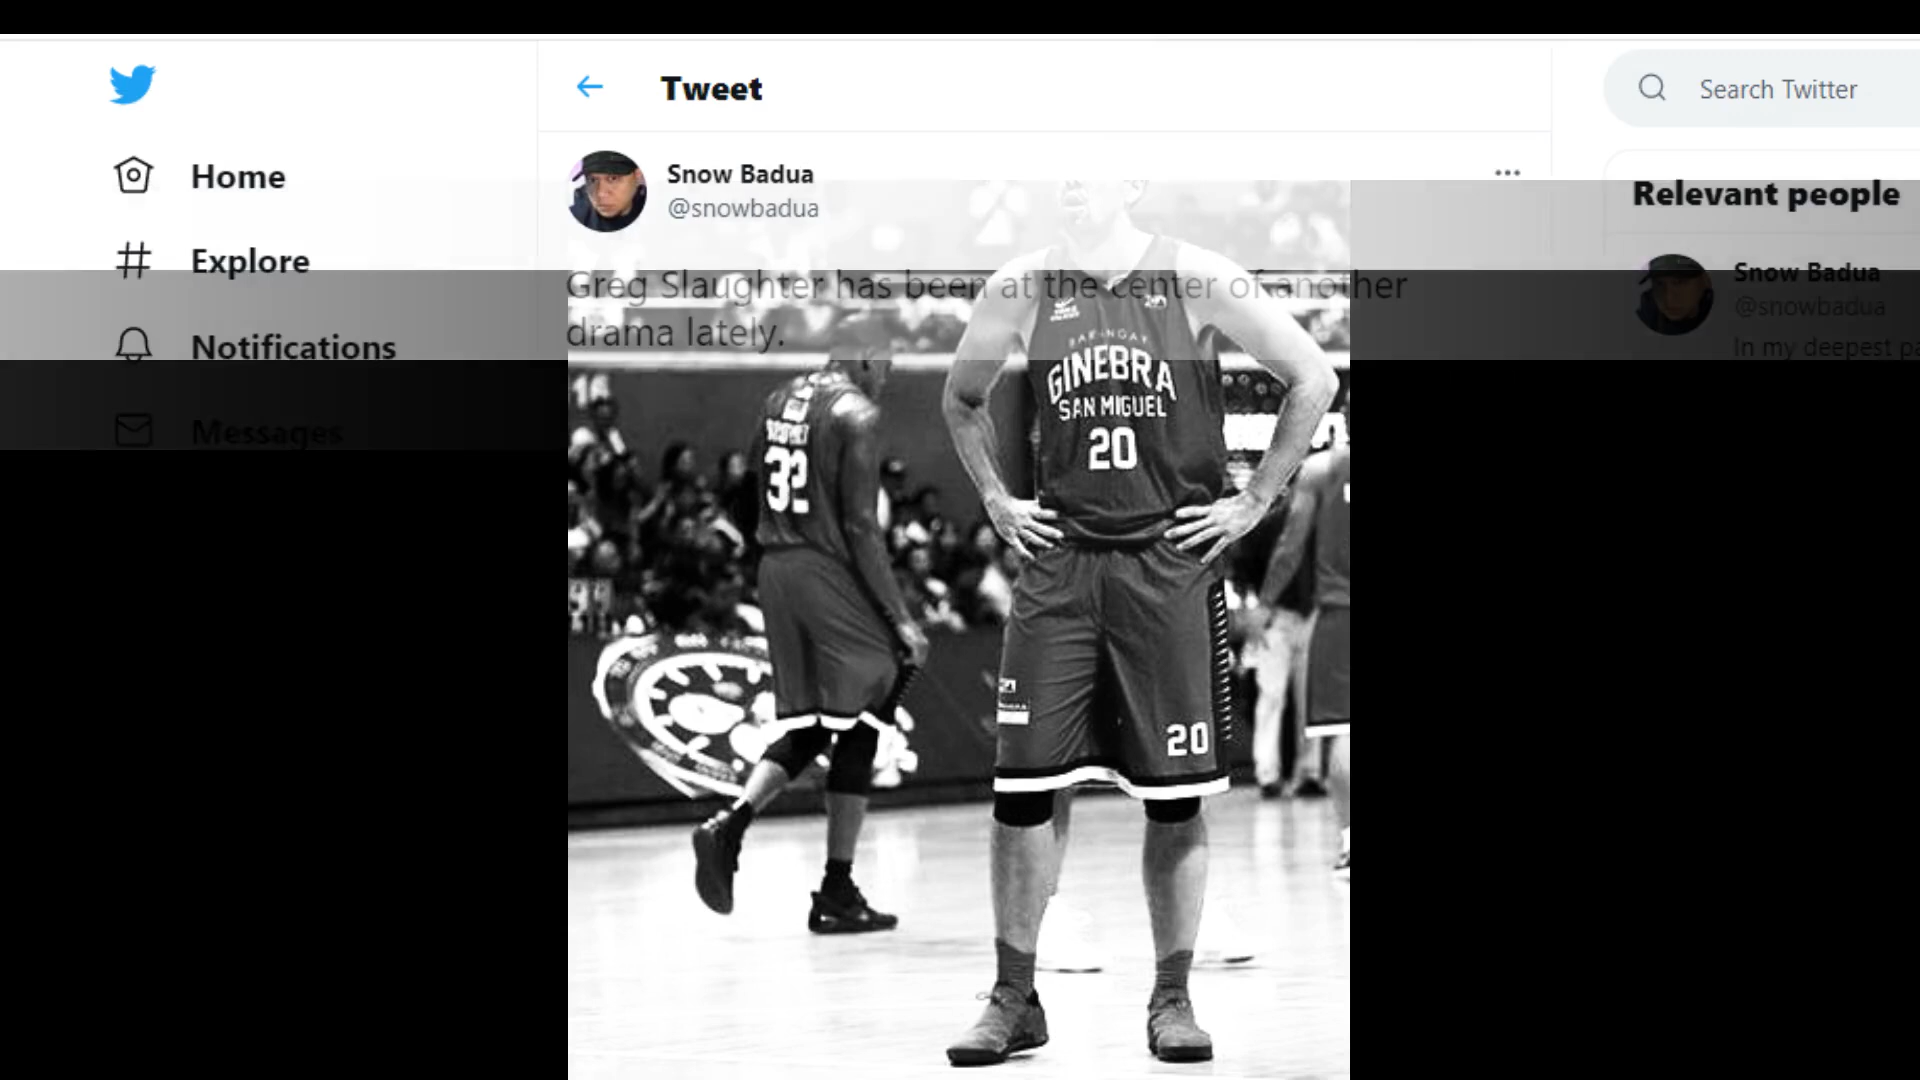 Tweet
Search Twitter
Home
Explore
Notifications
Messages
Snow Badua
@snowbadua
Greg Slaughter has been at the center of another
drama lately.
Relevant people
Snow Badua
@snowbadua
In my deepest pa
32
GINEBRA
SAN MIGUEL
20
20